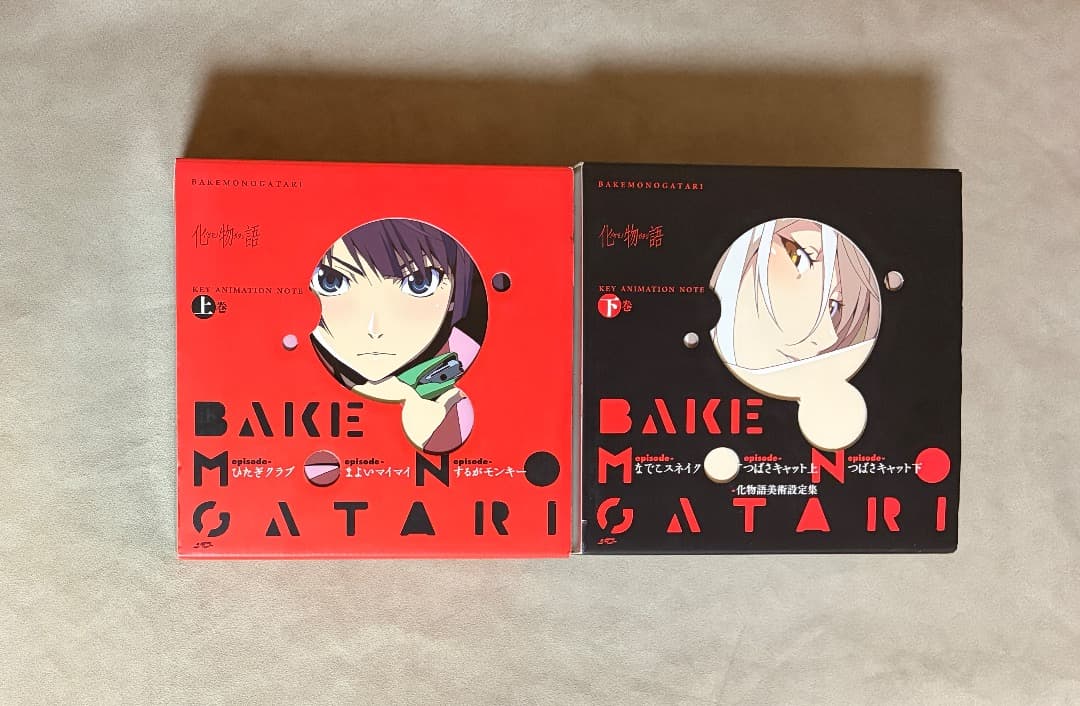 BAKEMONOGATARI
化物語
KEY ANIMATION NOTE
上巻
BAKE
MONO
GATARI
episode-
ひたぎクラブ
episode-
まよいマイマイ
episode-
するがモンキー
BAKEMONOGATARI
化物語
KEY ANIMATION NOTE
下巻
BAKE
MONO
GATARI
episode-
なでこスネイク
episode-
つばさキャット上
episode-
つばさキャット下
-化物語美術設定集